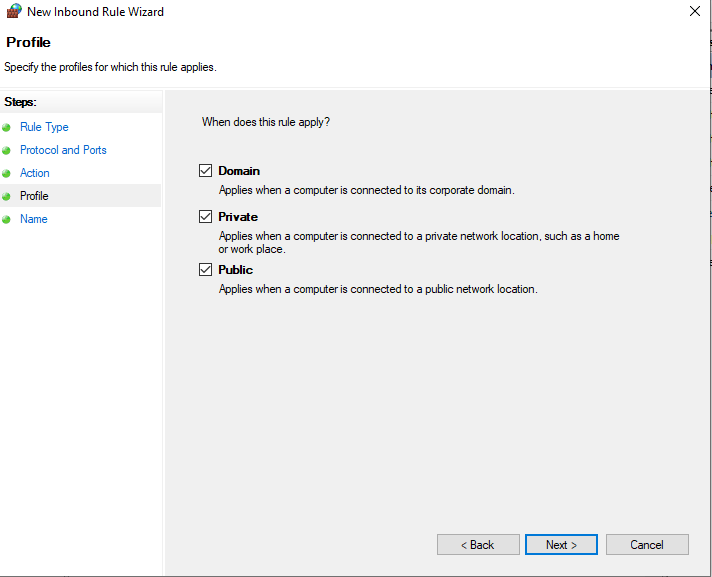 New Inbound Rule Wizard
Profile
Specify the profiles for which this rule applies.
Steps:
Rule Type
Protocol and Ports
Action
Profile
Name
When does this rule apply?
Domain
Applies when a computer is connected to its corporate domain.
Private
Applies when a computer is connected to a private network location, such as a home
or work place.
Public
Applies when a computer is connected to a public network location.
< Back
Next >
Cancel